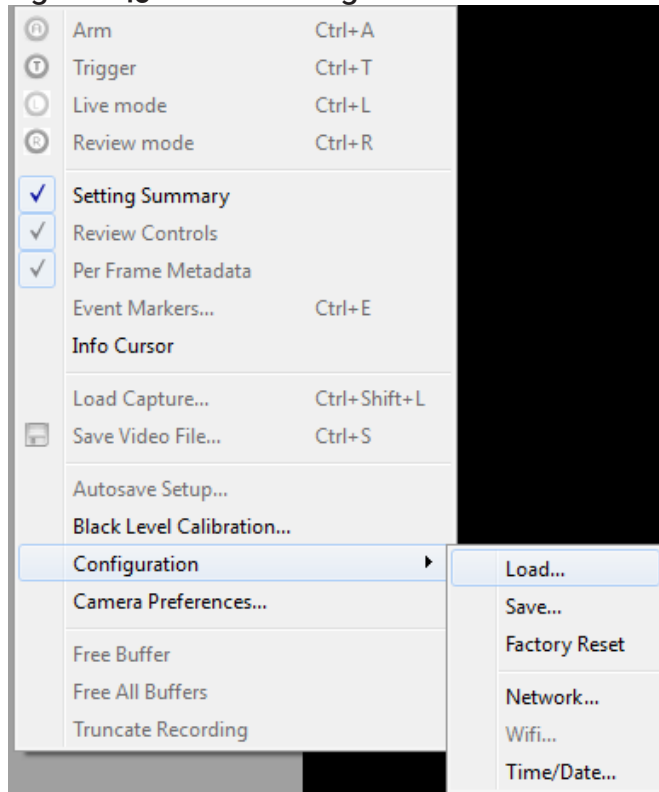 Arm Ctrl+A
Trigger Ctrl+T
Live mode Ctrl+L
Review mode Ctrl+R
Setting Summary
Review Controls
Per Frame Metadata
Event Markers... Ctrl+E
Info Cursor
Load Capture... Ctrl+Shift+L
Save Video File... Ctrl+S
Autosave Setup...
Black Level Calibration...
Configuration
Load...
Camera Preferences...
Save...
Factory Reset
Free Buffer
Free All Buffers
Network...
Truncate Recording
Wifi...
Time/Date...